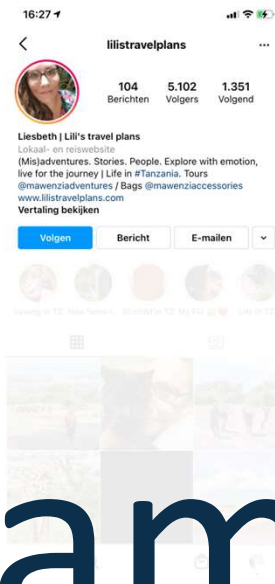 16:27
lilistravelplans
104 5.102 1.351
Berichten Volgers Volgend
Liesbeth | Lili's travel plans
Lokaal- en reiswebsite
(Mis)adventures. Stories. People. Explore with emotion,
live for the journey | Life in #Tanzania. Tours
@mawenziadventures / Bags @mawenziaccessories
www.lilistravelplans.com
Vertaling bekijken
Volgen Bericht E-mailen
am